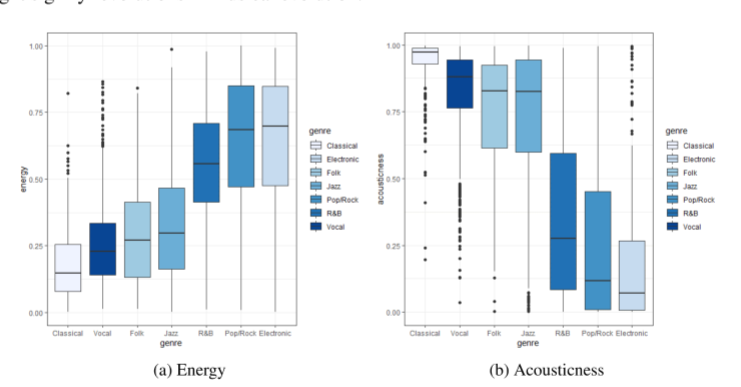 1.00
0.75
0.50
0.25
0.00
energy
Classical
Vocal
Folk
Jazz
R&B
Pop/Rock
Electronic
genre
genre
Classical
Electronic
Folk
Jazz
Pop/Rock
R&B
Vocal
(a) Energy
1.00
0.75
0.50
0.25
0.00
acousticness
Classical
Vocal
Folk
Jazz
R&B
Pop/Rock
Electronic
genre
genre
Classical
Electronic
Folk
Jazz
Pop/Rock
R&B
Vocal
(b) Acousticness